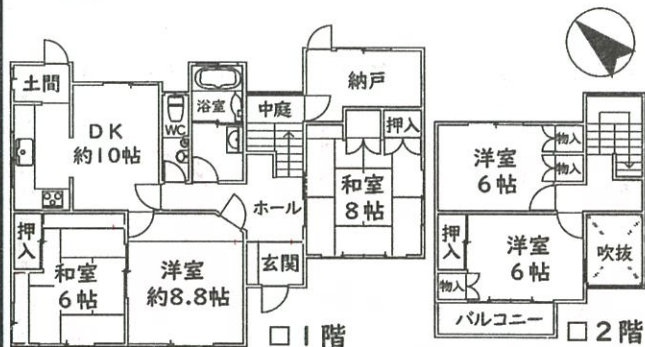 土間
DK
約10帖
WC
浴室
中庭
納戸
押入
和室
8帖
ホール
玄関
押入
和室
6帖
洋室
約8.8帖
□1階
洋室
6帖
物入
物入
押入
洋室
6帖
物入
吹抜
バルコニー
□2階